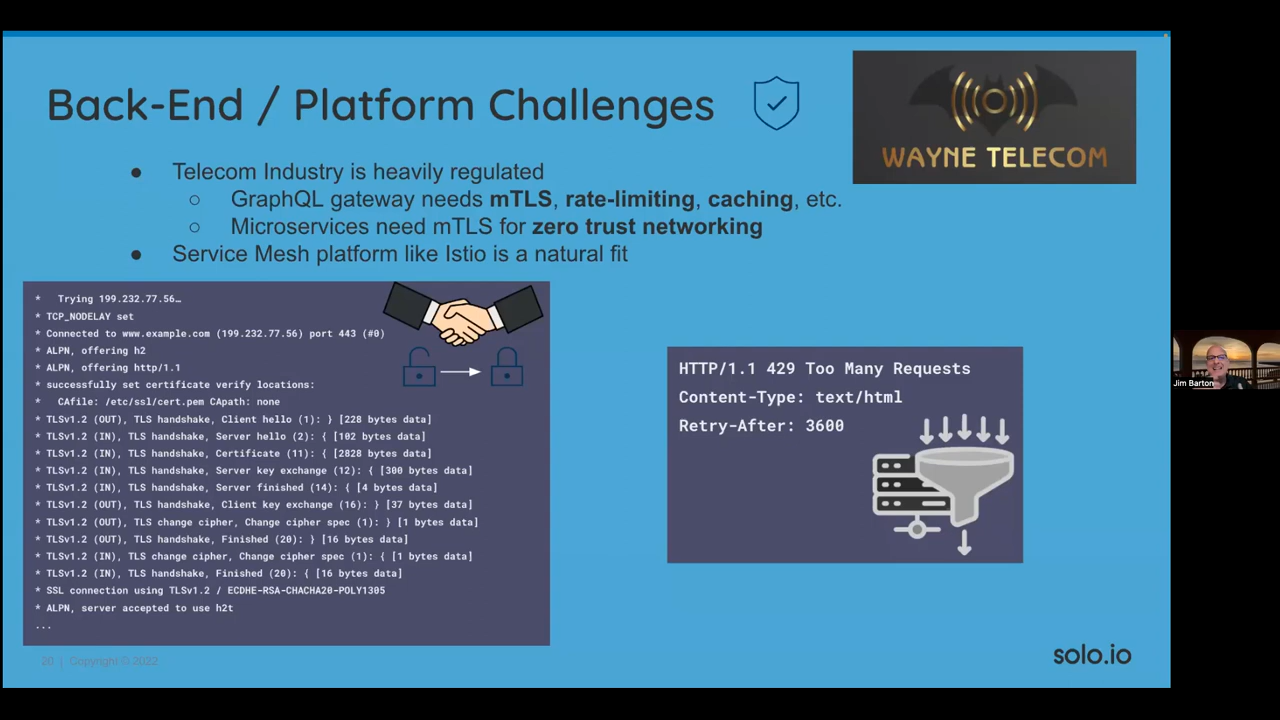 Back-End / Platform Challenges
WAYNE TELECOM
● Telecom Industry is heavily regulated
○ GraphQL gateway needs mTLS, rate-limiting, caching, etc.
○ Microservices need mTLS for zero trust networking
● Service Mesh platform like Istio is a natural fit
* Trying 199.232.77.56…
* TCP_NODELAY set
* Connected to www.example.com (199.232.77.56) port 443 (#0)
* ALPN, offering h2
* ALPN, offering http/1.1
* successfully set certificate verify locations:
* CAfile: /etc/ssl/cert.pem CApath: none
* TLSv1.2 (OUT), TLS handshake, Client hello (1): } [228 bytes data]
* TLSv1.2 (IN), TLS handshake, Server hello (2): { [102 bytes data]
* TLSv1.2 (IN), TLS handshake, Certificate (11): { [2828 bytes data]
* TLSv1.2 (IN), TLS handshake, Server key exchange (12): { [300 bytes data]
* TLSv1.2 (IN), TLS handshake, Server finished (14): { [4 bytes data]
* TLSv1.2 (OUT), TLS handshake, Client key exchange (16): } [37 bytes data]
* TLSv1.2 (OUT), TLS change cipher, Change cipher spec (1): } [1 bytes data]
* TLSv1.2 (OUT), TLS handshake, Finished (20): } [16 bytes data]
* TLSv1.2 (IN), TLS change cipher, Change cipher spec (1): { [1 bytes data]
* TLSv1.2 (IN), TLS handshake, Finished (20): { [16 bytes data]
* SSL connection using TLSv1.2 / ECDHE-RSA-CHACHA20-POLY1305
* ALPN, server accepted to use h2t
...
HTTP/1.1 429 Too Many Requests
Content-Type: text/html
Retry-After: 3600
Jim Barton
20 | Copyright © 2022
solo.io